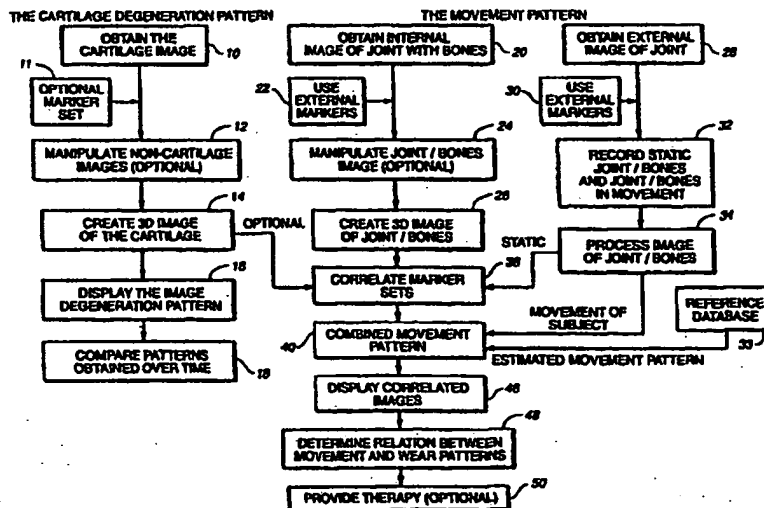 THE CARTILAGE DEGENERATION PATTERN
OBTAIN THE
CARTILAGE IMAGE
10
11
OPTIONAL
MARKER
SET
12
MANIPULATE NON-CARTILAGE
IMAGES (OPTIONAL)
14
CREATE 3D IMAGE
OF THE CARTILAGE
OPTIONAL
DISPLAY THE IMAGE
DEGENERATION PATTERN
COMPARE PATTERNS
OBTAINED OVER TIME
THE MOVEMENT PATTERN
OBTAIN INTERNAL
IMAGE OF JOINT WITH BONES
20
22
USE
EXTERNAL
MARKERS
24
MANIPULATE JOINT / BONES
IMAGE (OPTIONAL)
CREATE 3D IMAGE
OF JOINT / BONES
CORRELATE MARKER
SETS
40
COMBINED MOVEMENT
PATTERN
DISPLAY CORRELATED
IMAGES
DETERMINE RELATION BETWEEN
MOVEMENT AND WEAR PATTERNS
PROVIDE THERAPY (OPTIONAL)
50
OBTAIN EXTERNAL
IMAGE OF JOINT
30
USE
EXTERNAL
MARKERS
32
RECORD STATIC
JOINT / BONES
AND JOINT / BONES
IN MOVEMENT
PROCESS IMAGE
OF JOINT / BONES
STATIC
MOVEMENT OF
SUBJECT
REFERENCE
DATABASE
33
ESTIMATED MOVEMENT PATTERN